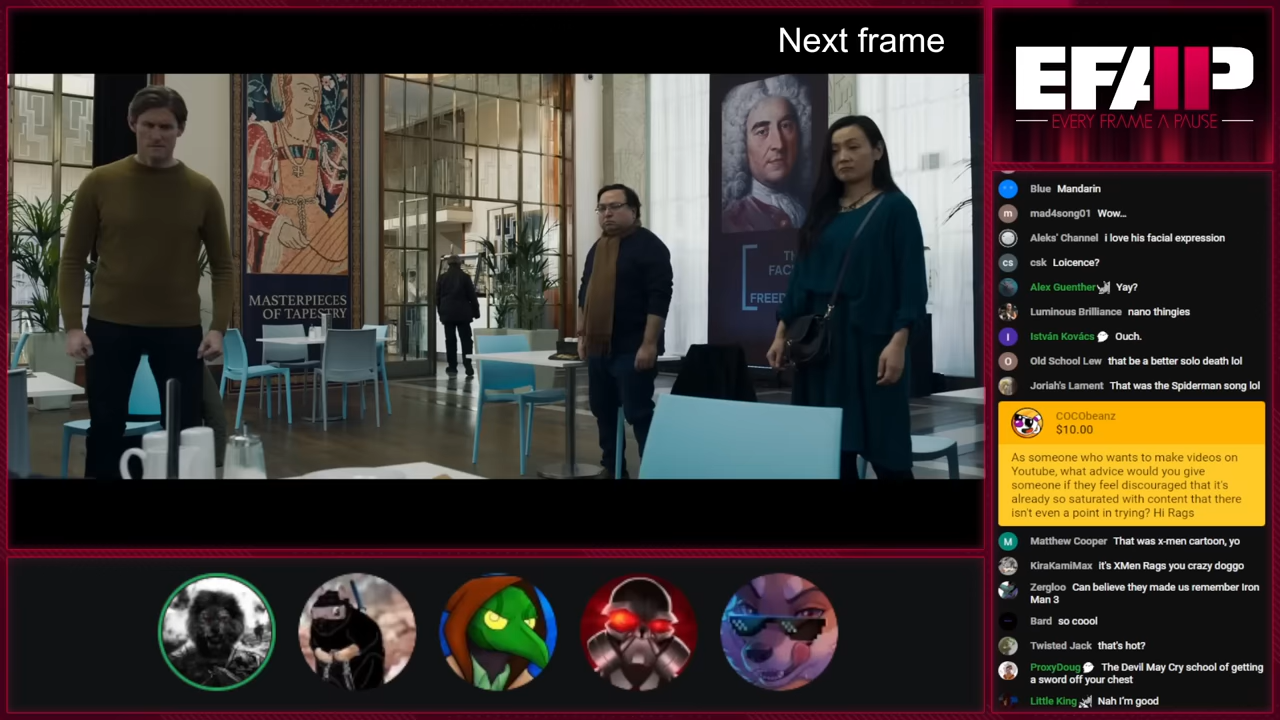 Next frame
MASTERPIECES
OF TAPESTRY
TH
FAC
FREED
EFAP
EVERY FRAME A PAUSE
Blue Mandarin
mad4song01 Wow...
Aleks' Channel i love his facial expression
csk Loicence?
Alex Guenther Yay?
Luminous Brilliance nano thingies
István Kovács Ouch.
Old School Lew that be a better solo death lol
Joriah's Lament That was the Spiderman song lol
COCObeanz
$10.00
As someone who wants to make videos on
Youtube, what advice would you give
someone if they feel discouraged that it's
already so saturated with content that there
isn't even a point in trying? Hi Rags
Matthew Cooper That was x-men cartoon, yo
KiraKamiMax it's XMen Rags you crazy doggo
Zergloo Can believe they made us remember Iron
Man 3
Bard so coool
Twisted Jack that's hot?
ProxyDoug The Devil May Cry school of getting
a sword off your chest
Little King Nah I'm good